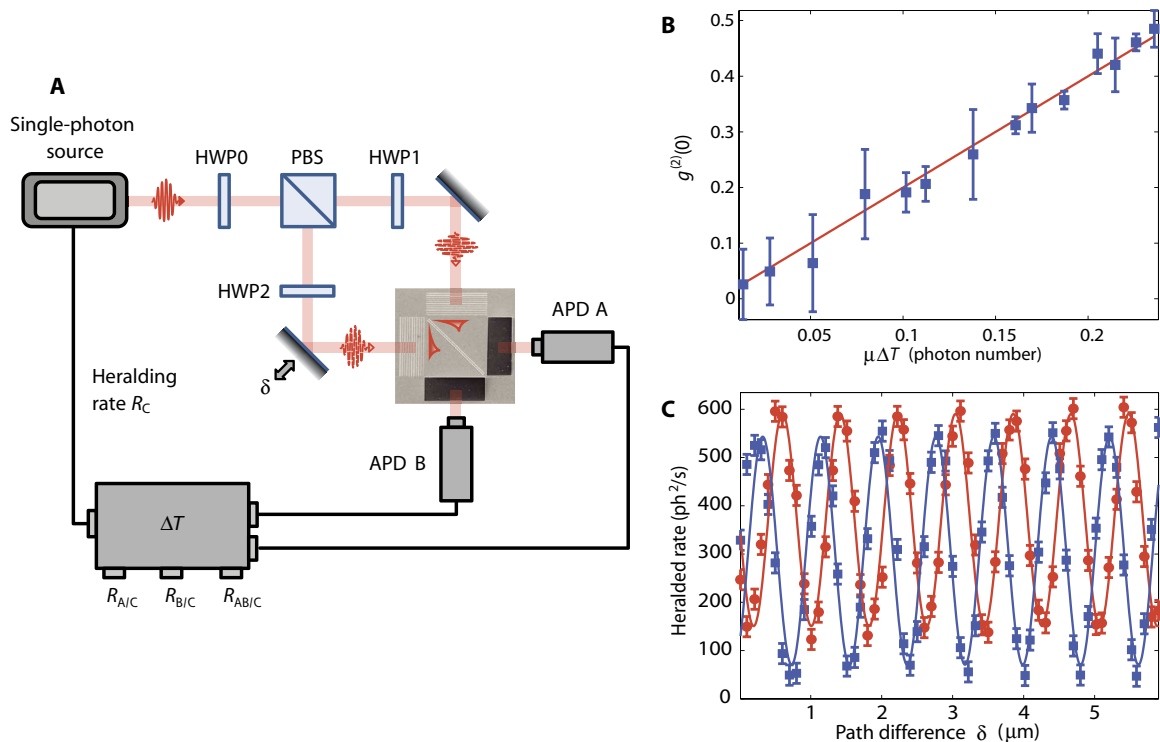 A
Single-photon
source
HWP0
PBS
HWP1
HWP2
δ
APD A
APD B
Heralding
rate R_C
ΔT
R_A/C
R_B/C
R_AB/C
B
g^(2)(0)
0.5
0.4
0.3
0.2
0.1
0
0.05
0.1
0.15
0.2
μΔT (photon number)
C
Heralded rate (ph^2/s)
600
500
400
300
200
100
0
1
2
3
4
5
Path difference δ (μm)